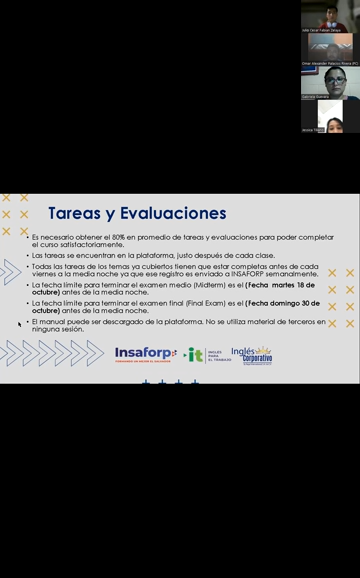 Tareas y Evaluaciones
• Es necesario obtener el 80% en promedio de tareas y evaluaciones para poder completar
el curso satisfactoriamente.
• Las tareas se encuentran en la plataforma, justo después de cada clase.
• Todas las tareas de los temas ya cubiertos tienen que estar completas antes de cada
viernes a la media noche ya que ese registro es enviado a INSAFORP semanalmente.
• La fecha límite para terminar el examen medio (Midterm) es el (Fecha martes 18 de
octubre) antes de la media noche.
• La fecha límite para terminar el examen final (Final Exam) es el (Fecha domingo 30 de
octubre) antes de la media noche.
• El manual puede ser descargado de la plataforma. No se utiliza material de terceros en
ninguna sesión.
Insaforp
it
INGLÉS
PARA EL
TRABAJO
Inglés
Corporativo